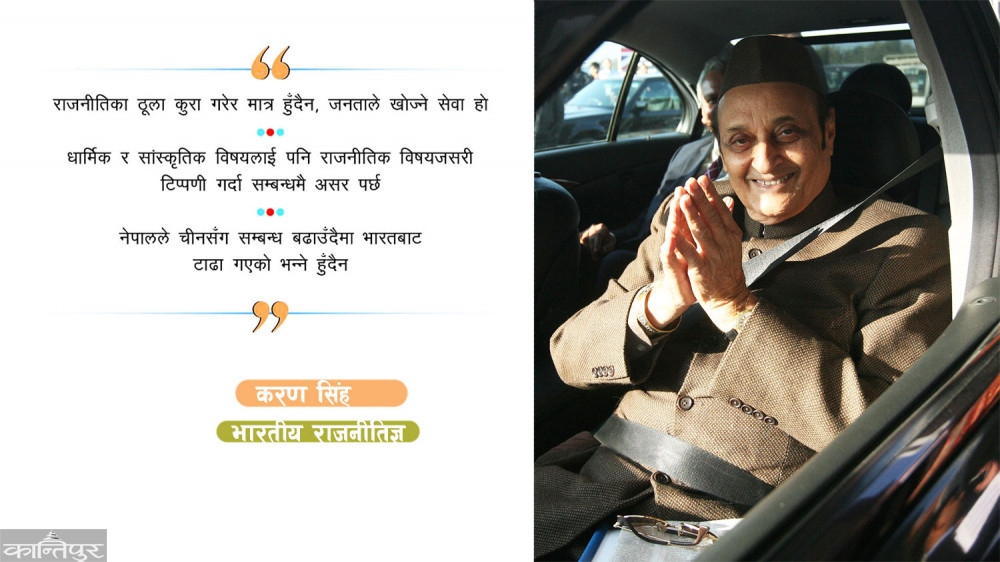 राजनीतिका ठूला कुरा गरेर मात्र हुँदैन, जनताले खोज्ने सेवा हो
धार्मिक र सांस्कृतिक विषयलाई पनि राजनीतिक विषयजसरी
टिप्पणी गर्दा सम्बन्धमै असर पर्छ
नेपालले चीनसँग सम्बन्ध बढाउँदैमा भारतबाट
टाढा गएको भन्ने हुँदैन
करण सिंह
भारतीय राजनीतिज्ञ
कान्तिपुर